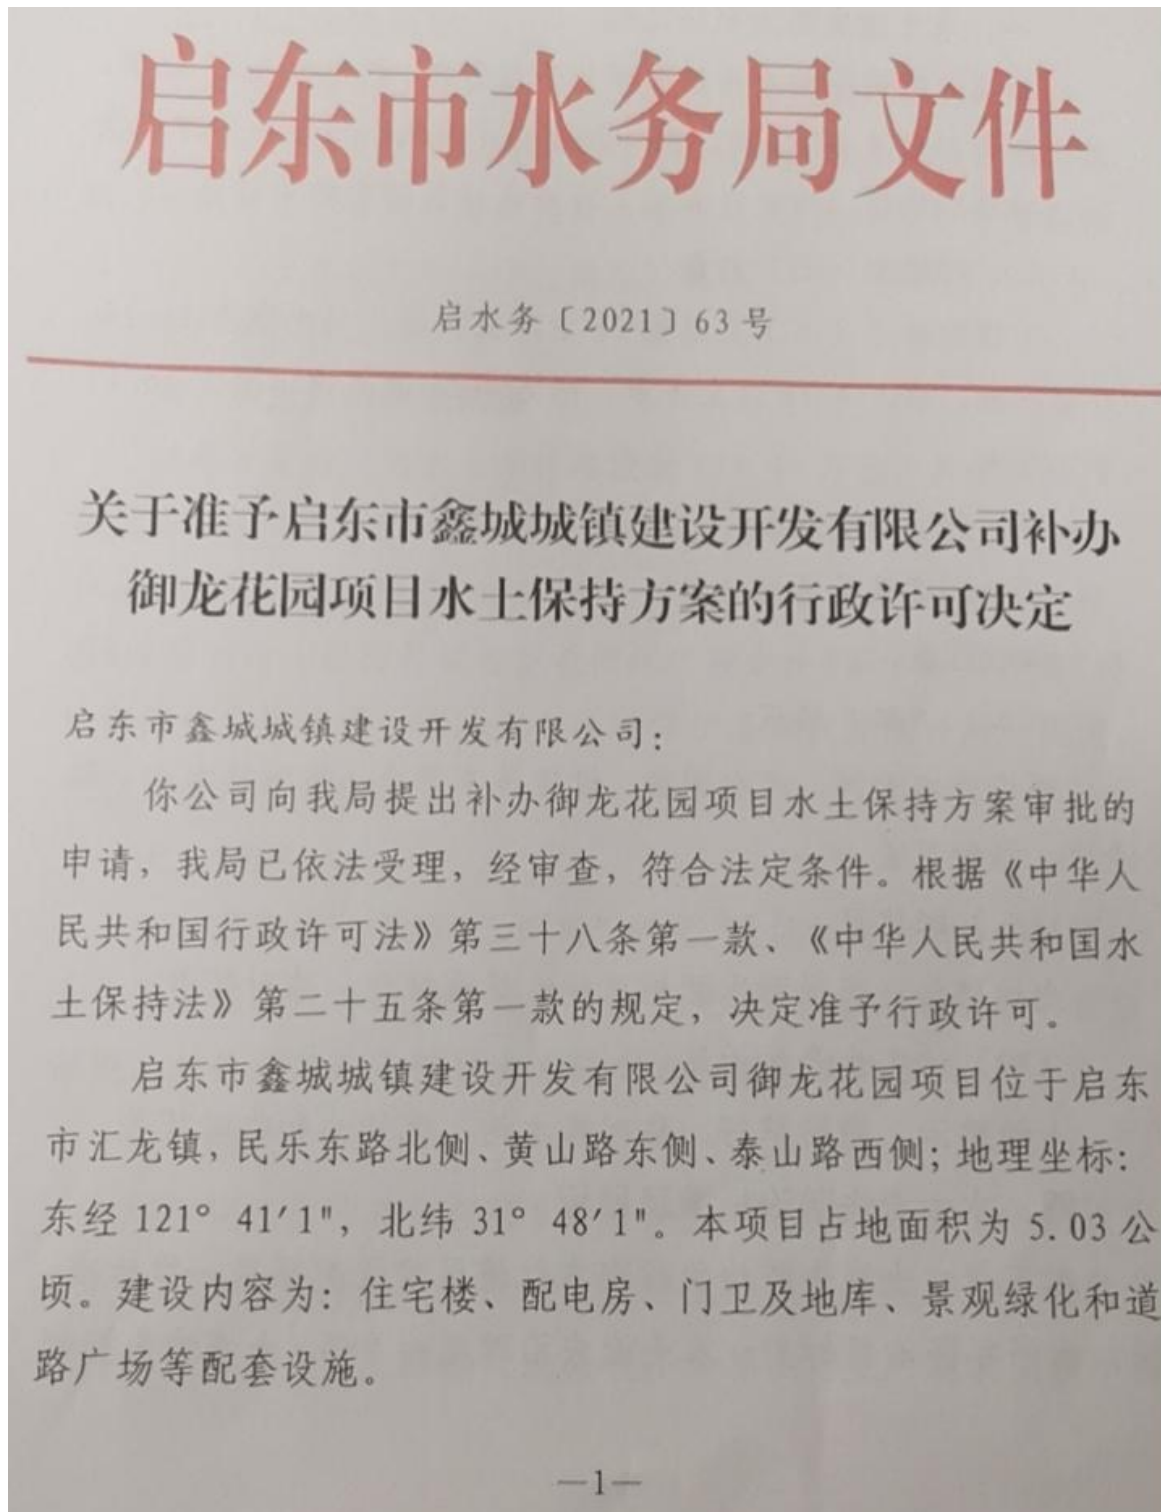 启东市水务局文件
启水务〔2021〕63号
关于准予启东市鑫城城镇建设开发有限公司补办
御龙花园项目水土保持方案的行政许可决定
启东市鑫城城镇建设开发有限公司：
你公司向我局提出补办御龙花园项目水土保持方案审批的
申请，我局已依法受理，经审查，符合法定条件。根据《中华人
民共和国行政许可法》第三十八条第一款、《中华人民共和国水
土保持法》第二十五条第一款的规定，决定准予行政许可。
启东市鑫城城镇建设开发有限公司御龙花园项目位于启东
市汇龙镇，民乐东路北侧、黄山路东侧、泰山路西侧；地理坐标：
东经 121° 41′1"，北纬 31° 48′1"。本项目占地面积为 5.03 公
顷。建设内容为：住宅楼、配电房、门卫及地库、景观绿化和道
路广场等配套设施。
—1—